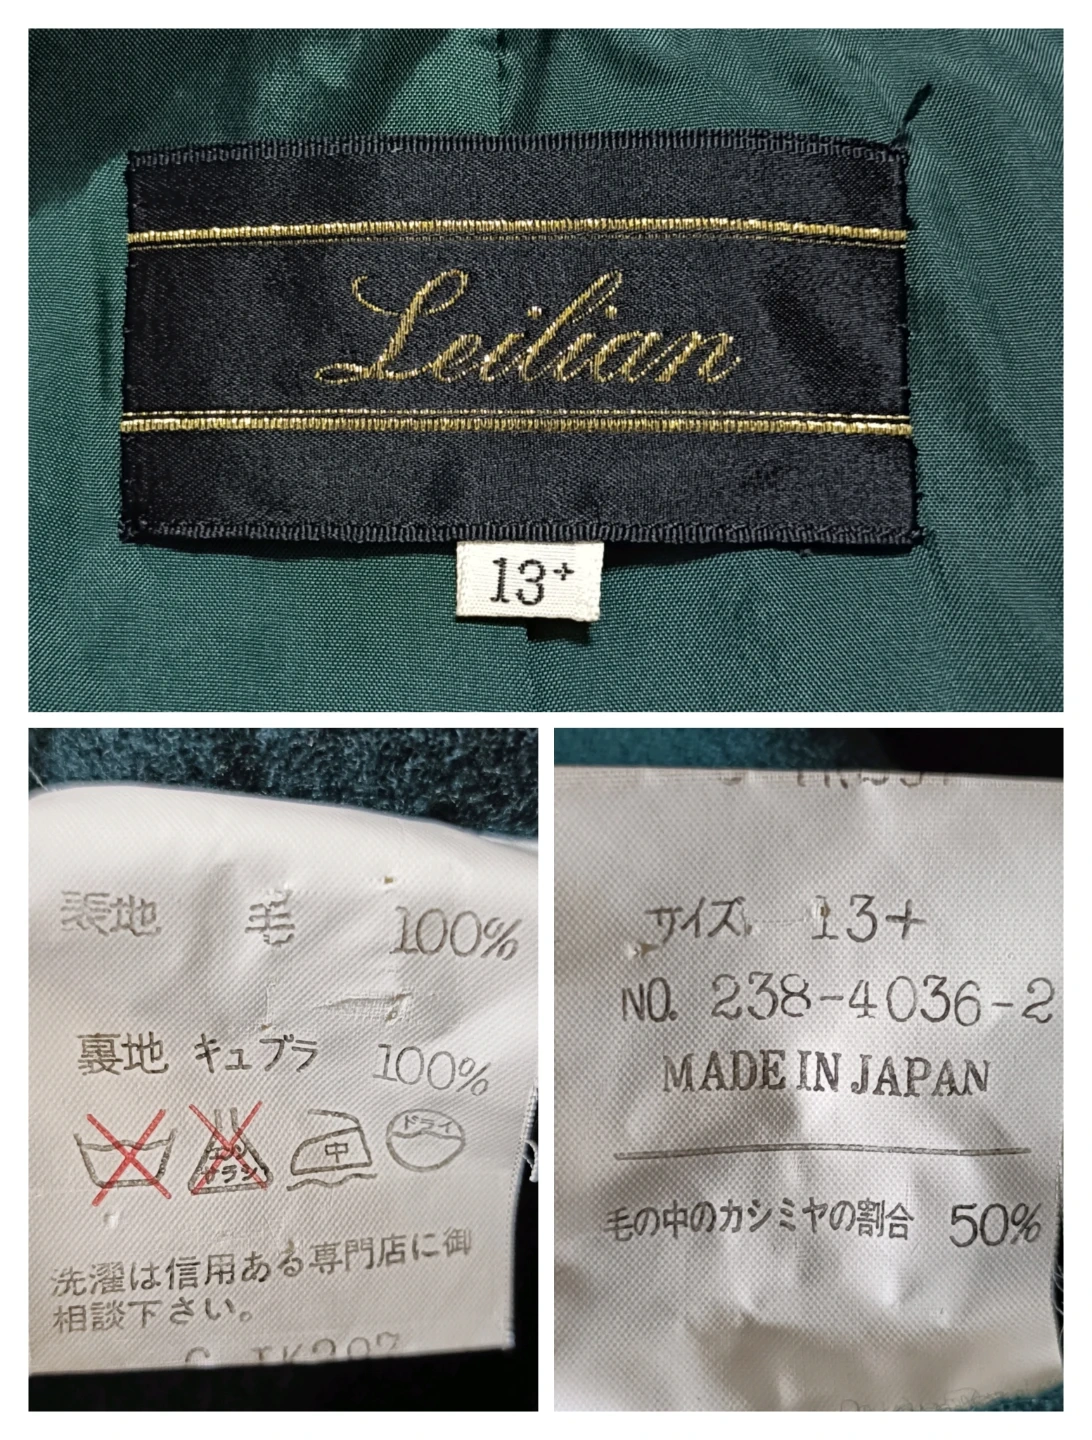 Leilian
13+
表地 毛 100%
裏地 キュプラ 100%
中 ドライ
洗濯は信用ある専門店に御
相談下さい。
サイズ 13+
NO. 238-4036-2
MADE IN JAPAN
毛の中のカシミヤの割合 50%